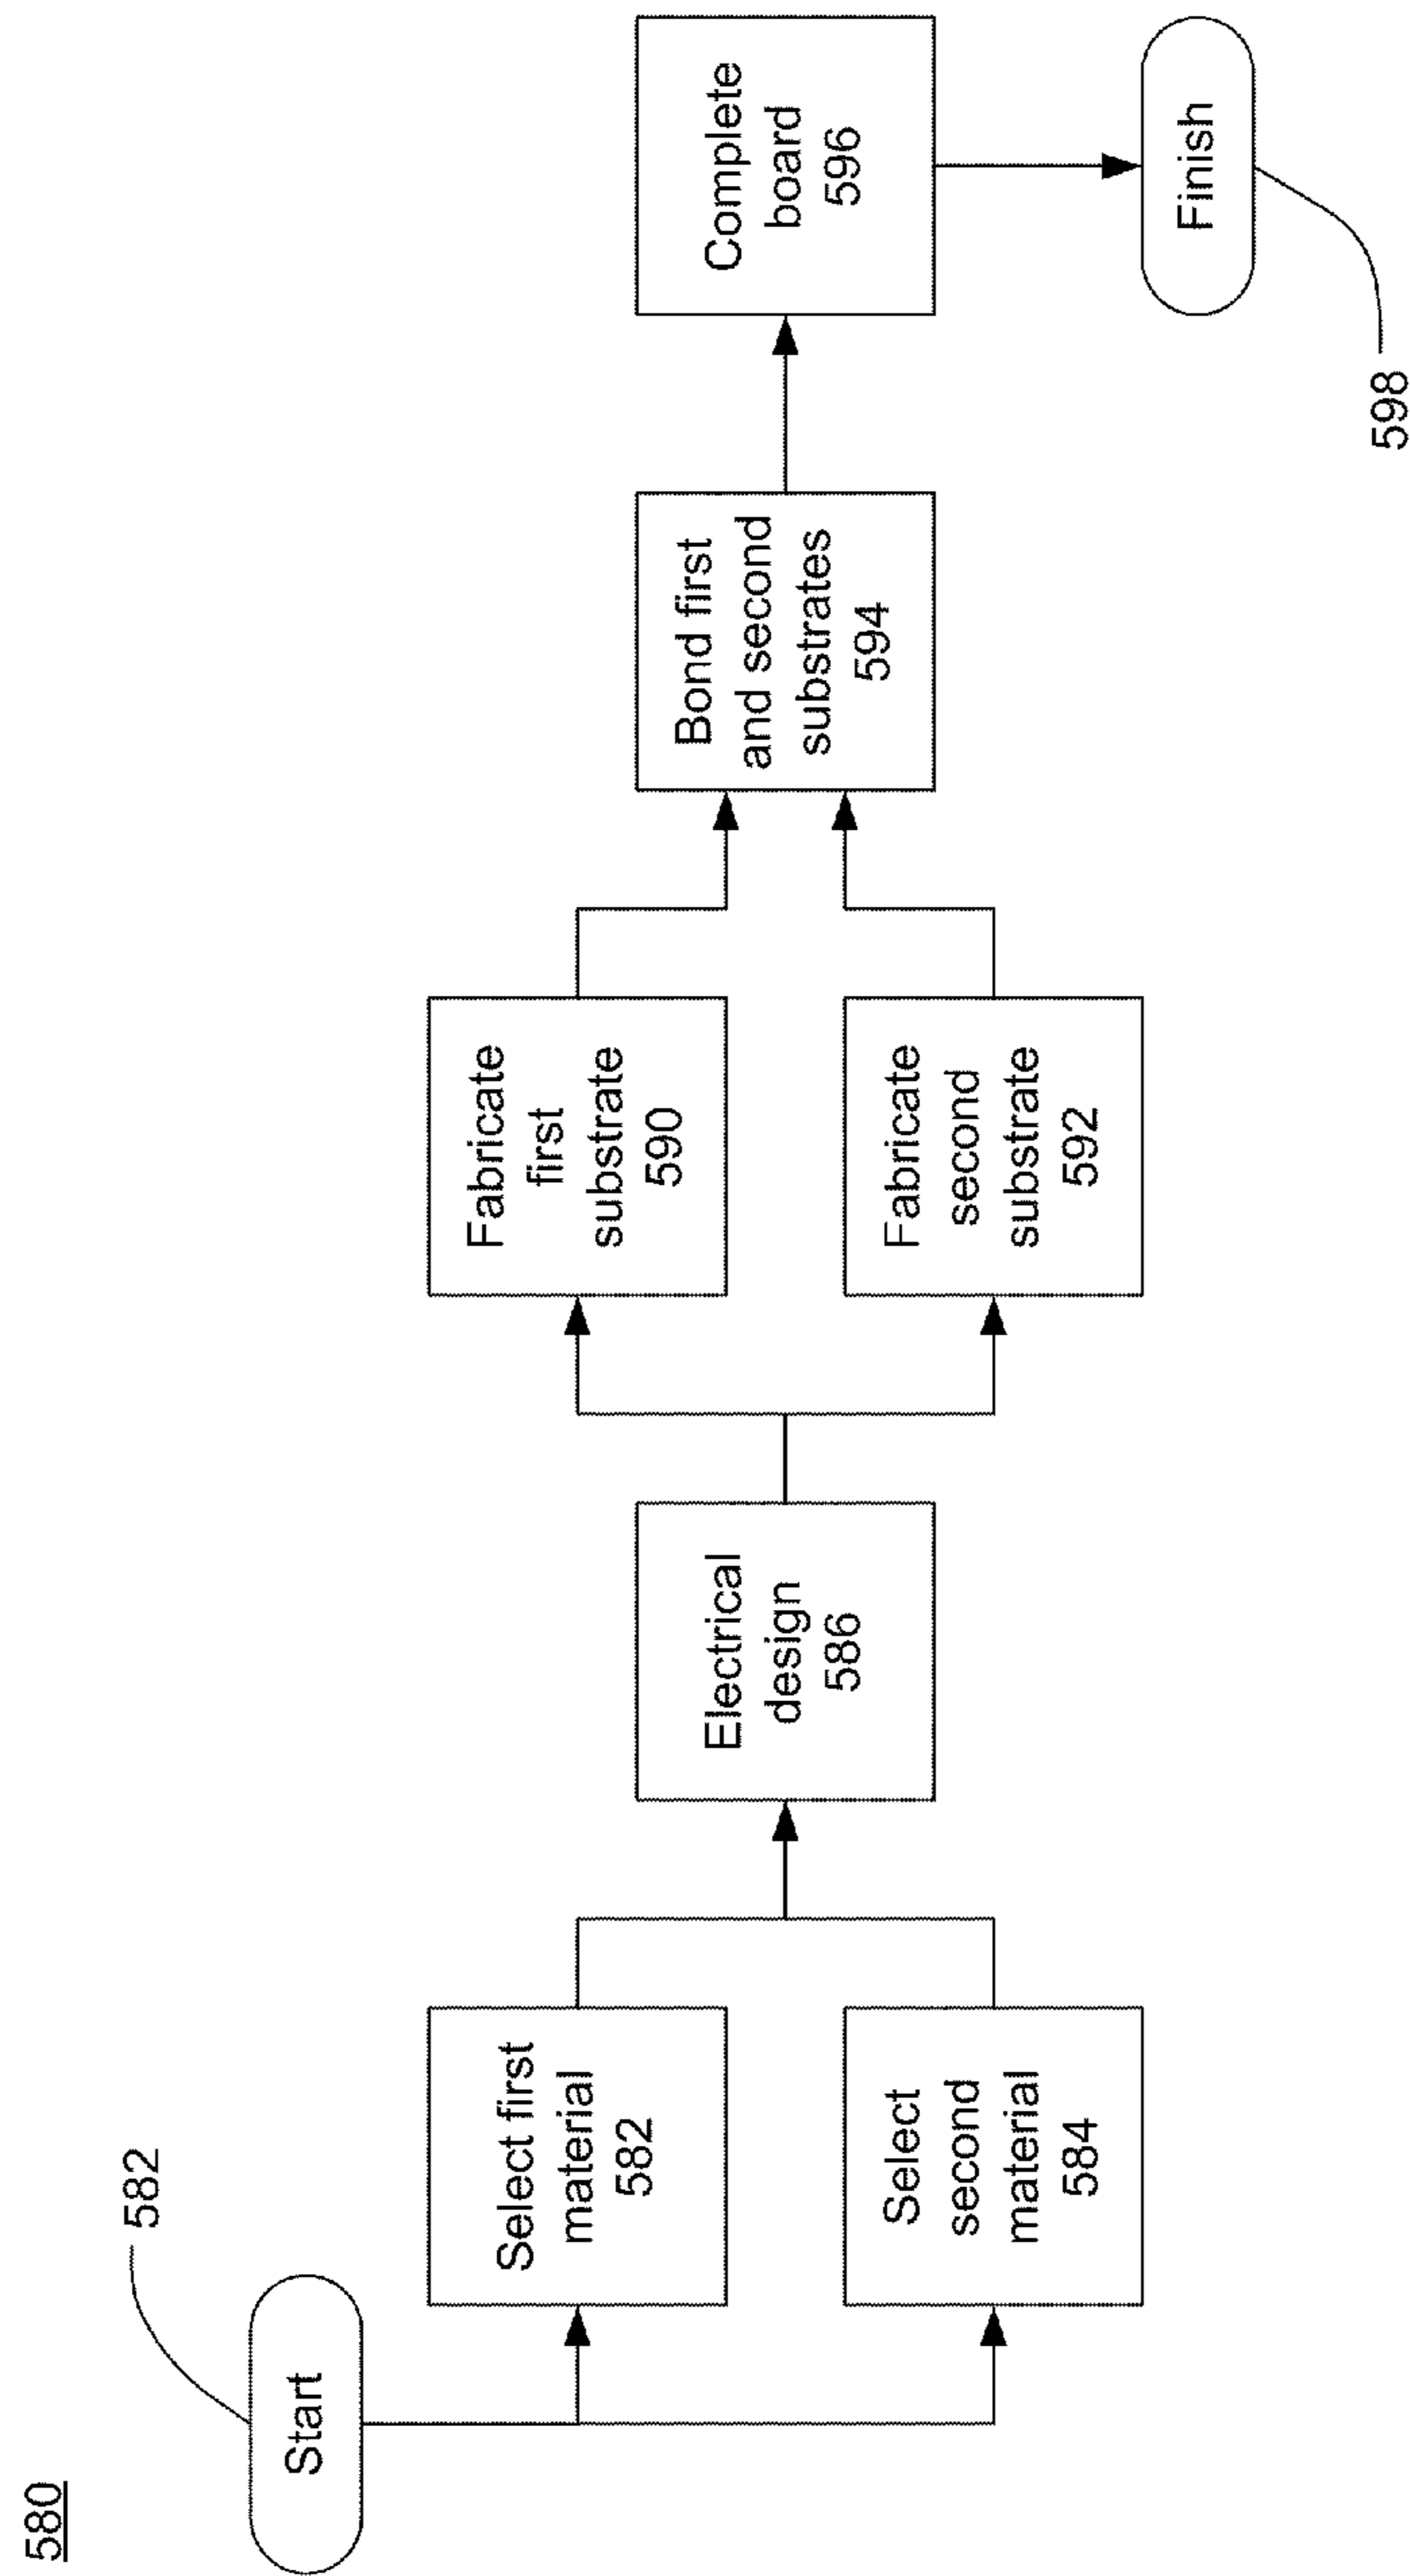 580
Start
582
Select first
material
582
Select
second
material
584
Electrical
design
586
Fabricate
first
substrate
590
Fabricate
second
substrate
592
Bond first
and second
substrates
594
Complete
board
596
Finish
598